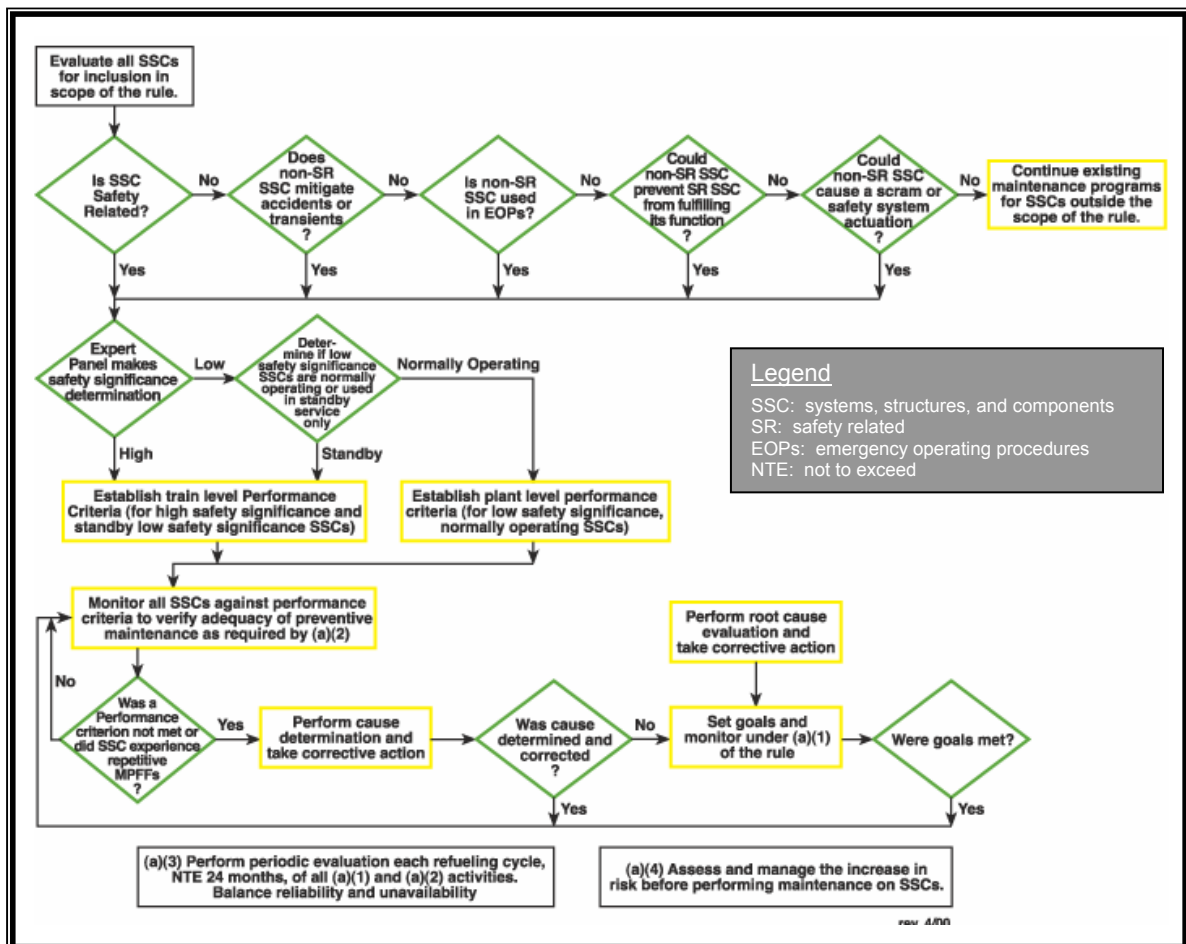 Evaluate all SSCs
for inclusion in
scope of the rule.
Is SSC
Safety
Related?
No
Does
non-SR
SSC mitigate
accidents or
transients
?
No
Is non-SR
SSC used
in EOPs?
No
Could
non-SR SSC
prevent SR SSC
from fulfilling
its function
?
No
Could
non-SR SSC
cause a scram or
safety system
actuation
?
No
Continue existing
maintenance programs
for SSCs outside the
scope of the rule.
Yes
Yes
Yes
Yes
Yes
Expert
Panel makes
safety significance
determination
Low
Deter-
mine if low
safety significance
SSCs are normally
operating or used
in standby
service
only
Normally Operating
High
Standby
Legend
SSC: systems, structures, and components
SR: safety related
EOPs: emergency operating procedures
NTE: not to exceed
Establish train level Performance
Criteria (for high safety significance and
standby low safety significance SSCs)
Establish plant level performance
criteria (for low safety significance,
normally operating SSCs)
Monitor all SSCs against performance
criteria to verify adequacy of preventive
maintenance as required by (a)(2)
Perform root cause
evaluation and
take corrective action
No
Was a
Performance
criterion not met or
did SSC experience
repetitive
MPFFs
?
Yes
Perform cause
determination and
take corrective action
Was cause
determined and
corrected
?
No
Set goals and
monitor under (a)(1)
of the rule
Were goals met?
Yes
Yes
(a)(3) Perform periodic evaluation each refueling cycle,
NTE 24 months, of all (a)(1) and (a)(2) activities.
Balance reliability and unavailability
(a)(4) Assess and manage the increase in
risk before performing maintenance on SSCs.
rev. 4/00